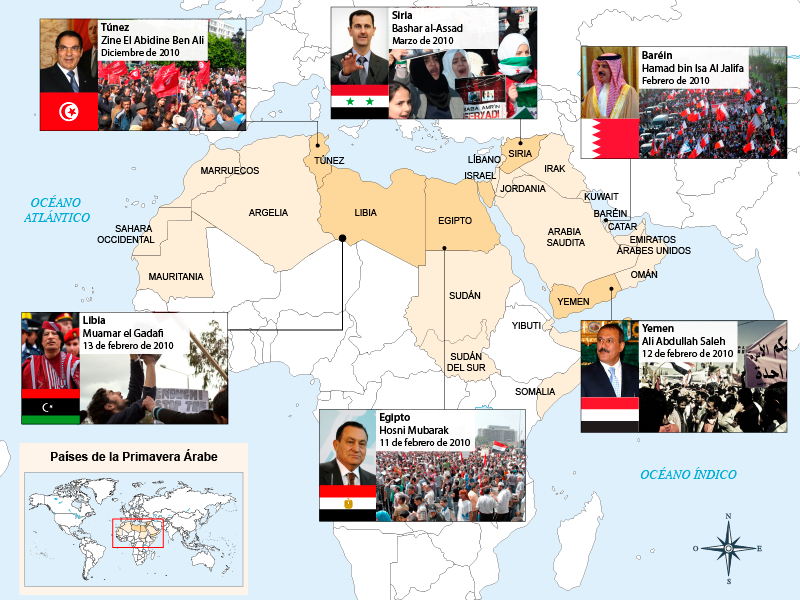 Túnez
Zine El Abidine Ben Ali
Diciembre de 2010
Siria
Bashar al-Assad
Marzo de 2010
Baréin
Hamad bin Isa Al Jalifa
Febrero de 2010
OCÉANO
ATLÁNTICO
MARRUECOS
TÚNEZ
LÍBANO
SIRIA
ISRAEL
IRAK
JORDANIA
KUWAIT
ARGELIA
LIBIA
EGIPTO
BARÉIN
CATAR
SAHARA
OCCIDENTAL
ARABIA
SAUDITA
EMIRATOS
ÁRABES UNIDOS
OMÁN
MAURITANIA
SUDÁN
YEMEN
YIBUTI
SUDÁN
DEL SUR
SOMALIA
Libia
Muamar el Gadafi
13 de febrero de 2010
Yemen
Ali Abdullah Saleh
12 de febrero de 2010
Egipto
Hosni Mubarak
11 de febrero de 2010
OCÉANO ÍNDICO
Países de la Primavera Árabe
N
O
E
S